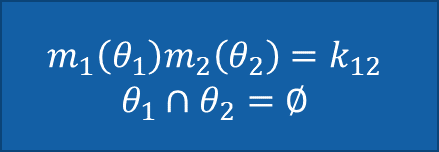 𝑚₁(𝜃₁)𝑚₂(𝜃₂) = 𝑘₁₂
𝜃₁ ∩ 𝜃₂ = ∅